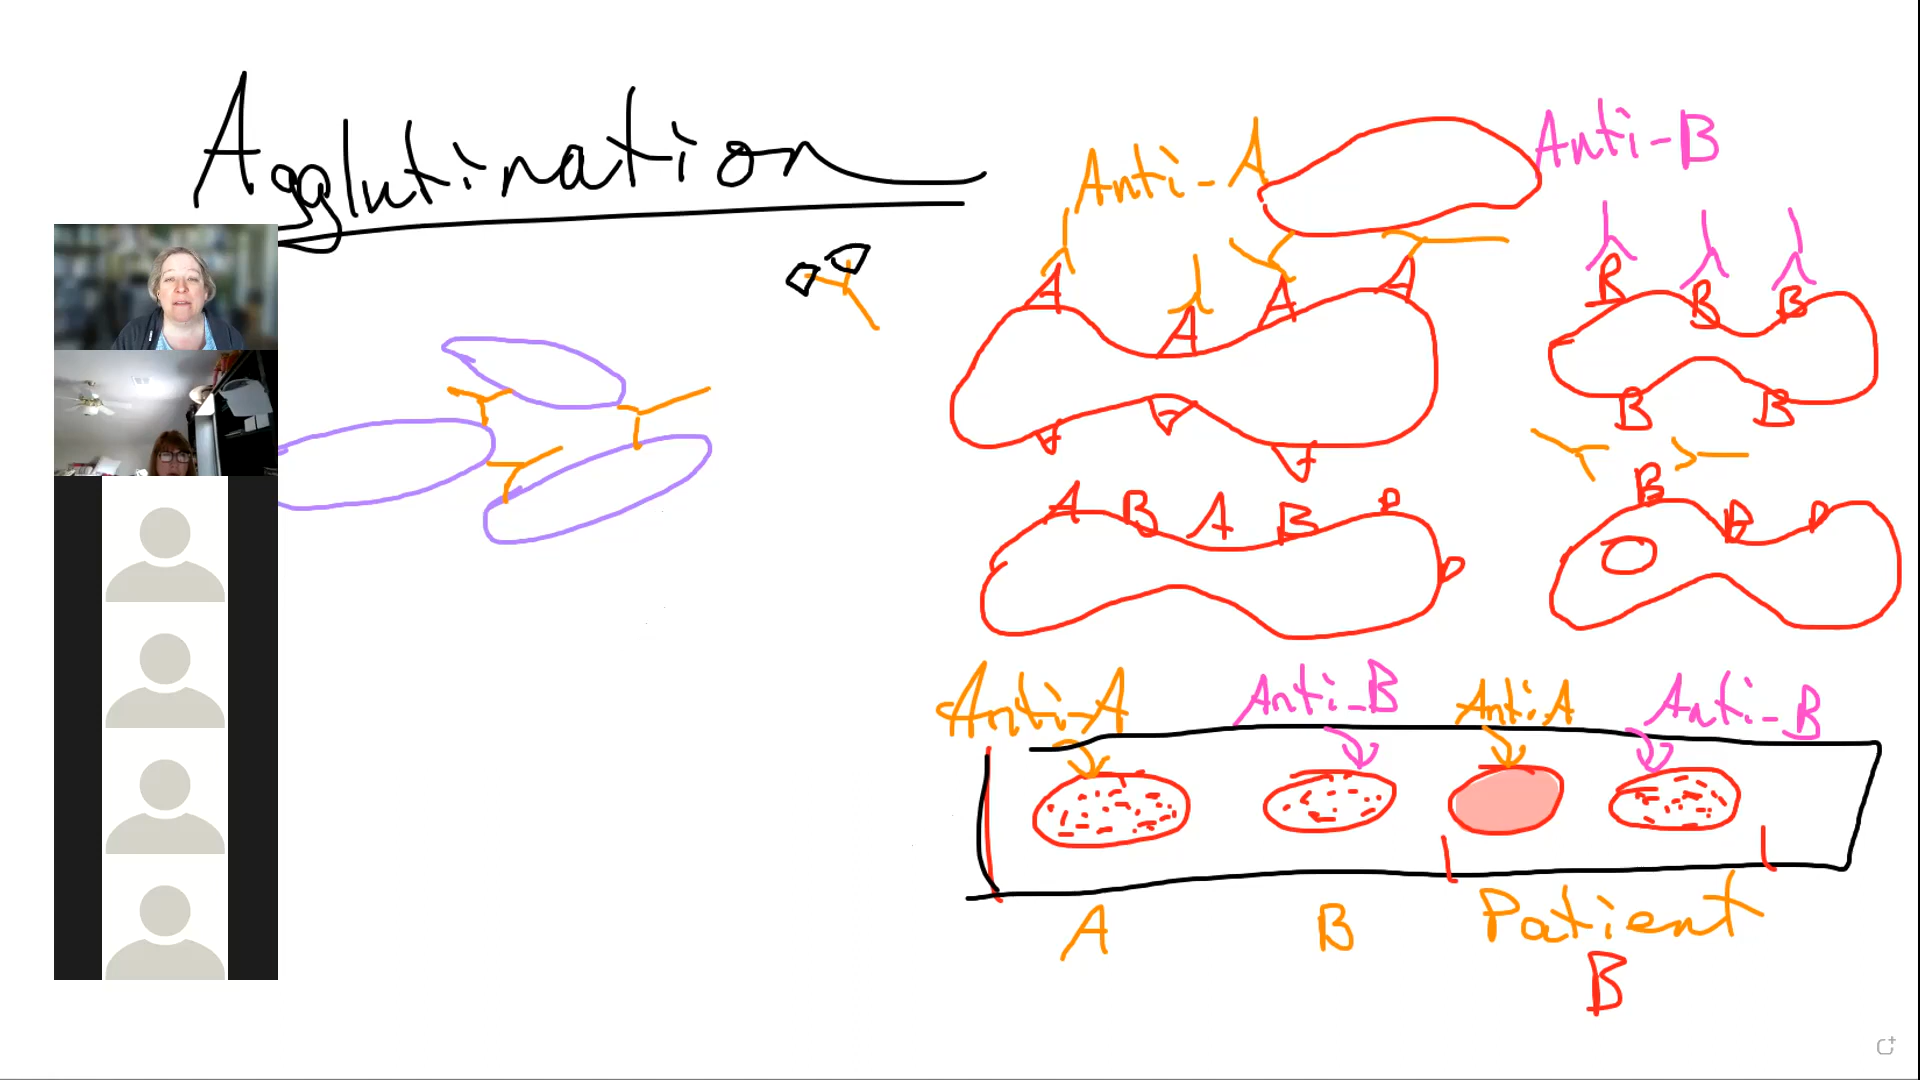 Agglutination
Anti-A
Anti-B
A A A A
B B B
B B
A B A B
B
Anti-A Anti-B Anti A Anti-B
A B Patient
B